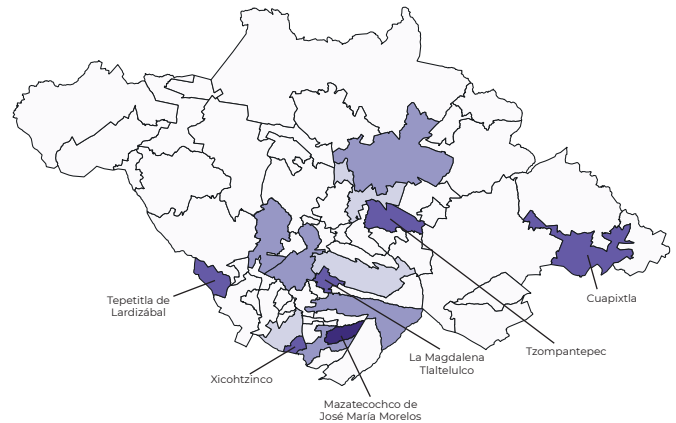 Tepetitla de
Lardizábal
Cuapixtla
Tzompantepec
La Magdalena
Tlaltelulco
Xicohtzinco
Mazatecochco de
José María Morelos